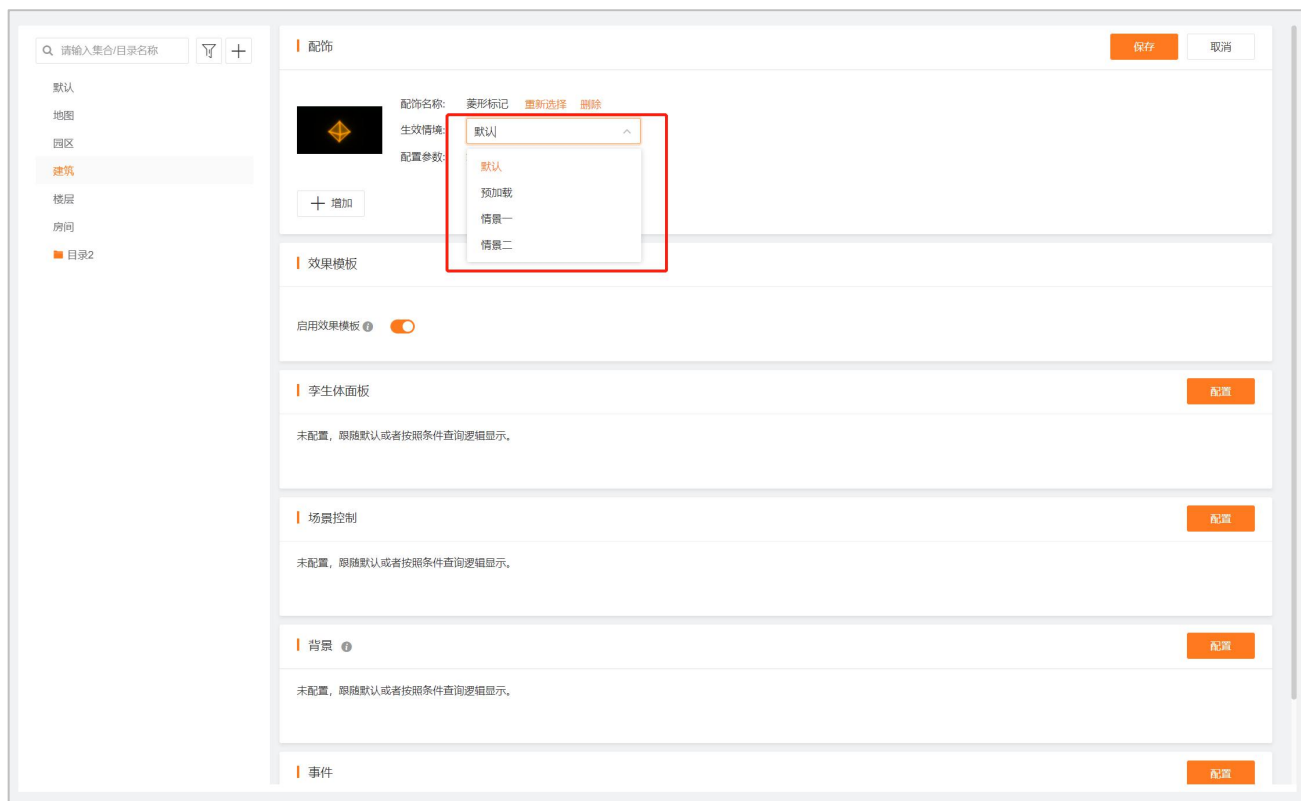 请输入集合/目录名称
默认
地图
园区
建筑
楼层
房间
目录2
配饰
保存
取消
配饰名称: 菱形标记 重新选择 删除
生效情境: 默认
配置参数:
默认
预加载
情景一
情景二
增加
效果模板
启用效果模板
孪生体面板
配置
未配置，跟随默认或者按照条件查询逻辑显示。
场景控制
配置
未配置，跟随默认或者按照条件查询逻辑显示。
背景
配置
未配置，跟随默认或者按照条件查询逻辑显示。
事件
配置